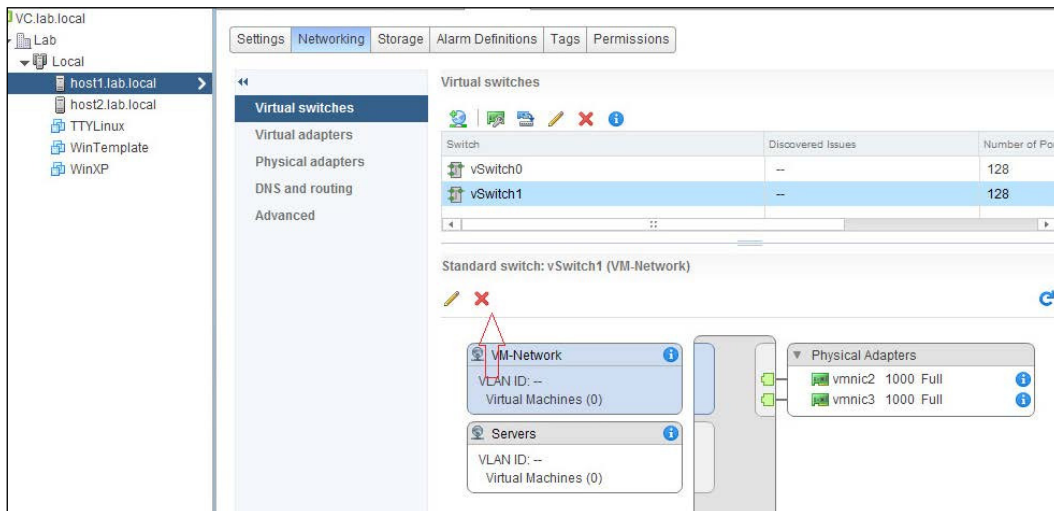 VC.lab.local
Lab
Local
host1.lab.local
host2.lab.local
TTYLinux
WinTemplate
WinXP
Settings Networking Storage Alarm Definitions Tags Permissions
Virtual switches
Virtual adapters
Physical adapters
DNS and routing
Advanced
Virtual switches
Switch Discovered Issues Number of Po
vSwitch0 -- 128
vSwitch1 -- 128
Standard switch: vSwitch1 (VM-Network)
VM-Network
VLAN ID: --
Virtual Machines (0)
Servers
VLAN ID: --
Virtual Machines (0)
Physical Adapters
vmnic2 1000 Full
vmnic3 1000 Full